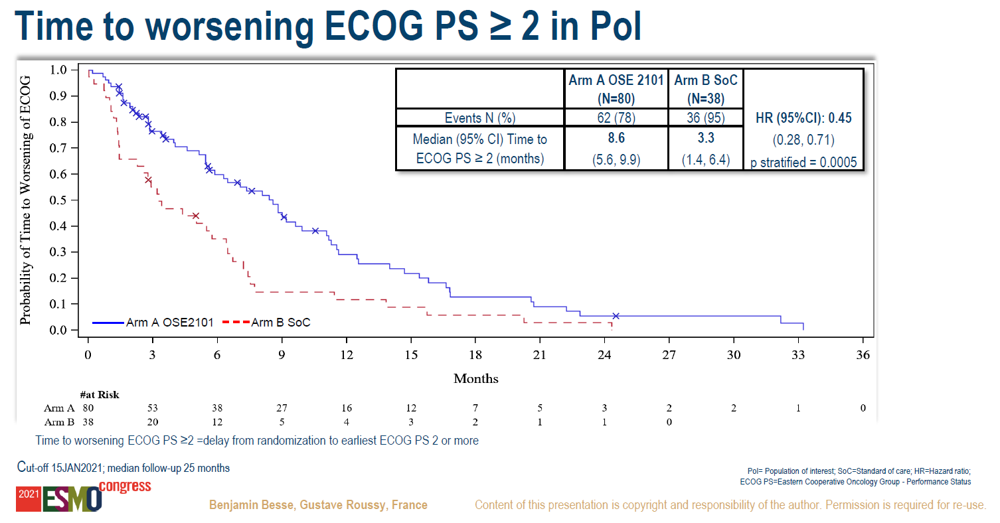 Time to worsening ECOG PS ≥ 2 in PoI
Probability of Time to Worsening of ECOG
1.0
0.9
0.8
0.7
0.6
0.5
0.4
0.3
0.2
0.1
0.0
Arm A OSE 2101 (N=80)
Arm B SoC (N=38)
Events N (%) 62 (78) 36 (95)
Median (95% CI) Time to ECOG PS ≥ 2 (months)
8.6 (5.6, 9.9)
3.3 (1.4, 6.4)
HR (95%CI): 0.45
(0.28, 0.71)
p stratified = 0.0005
Arm A OSE2101 Arm B SoC
0 3 6 9 12 15 18 21 24 27 30 33 36
Months
#at Risk
Arm A 80 53 38 27 16 12 7 5 3 2 2 1 0
Arm B 38 20 12 5 4 3 2 1 1 0
Time to worsening ECOG PS ≥2 =delay from randomization to earliest ECOG PS 2 or more
Cut-off 15JAN2021; median follow-up 25 months
PoI= Population of interest; SoC=Standard of care; HR=Hazard ratio;
ECOG PS=Eastern Cooperative Oncology Group - Performance Status
2021 ESMO congress
Benjamin Besse, Gustave Roussy, France
Content of this presentation is copyright and responsibility of the author. Permission is required for re-use.